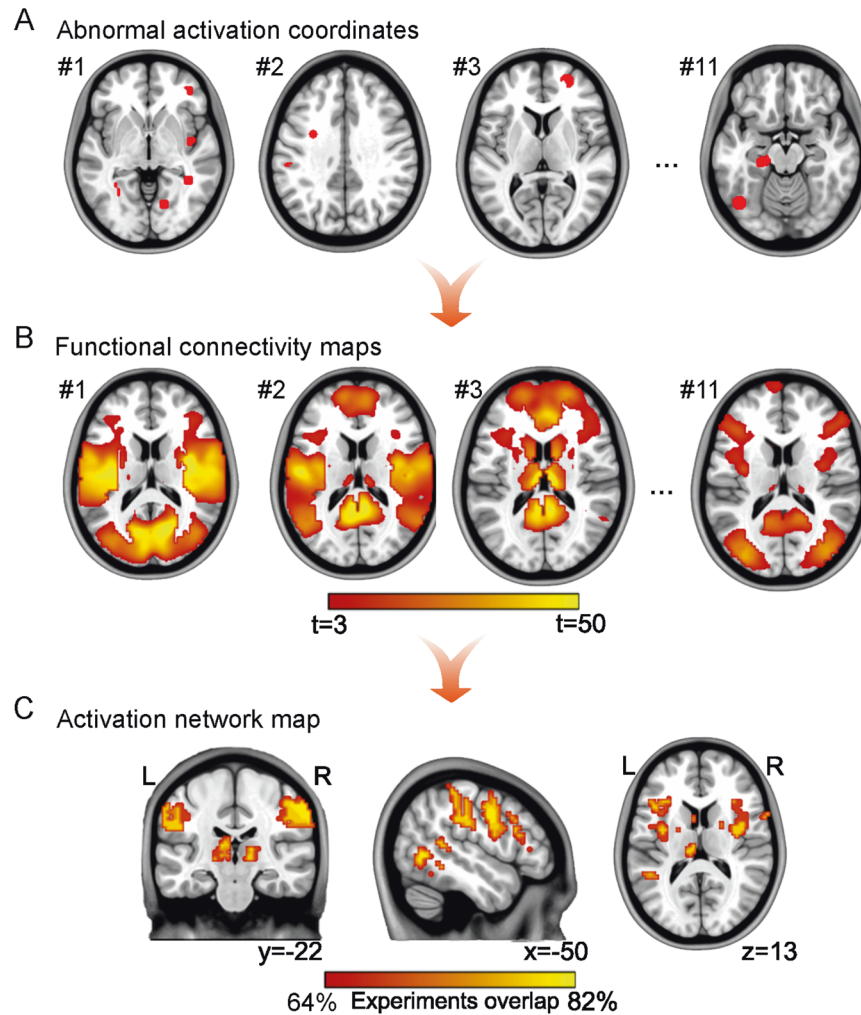 A Abnormal activation coordinates
#1 #2 #3 ... #11
B Functional connectivity maps
#1 #2 #3 ... #11
t=3 t=50
C Activation network map
L R L R
y=-22 x=-50 z=13
64% Experiments overlap 82%